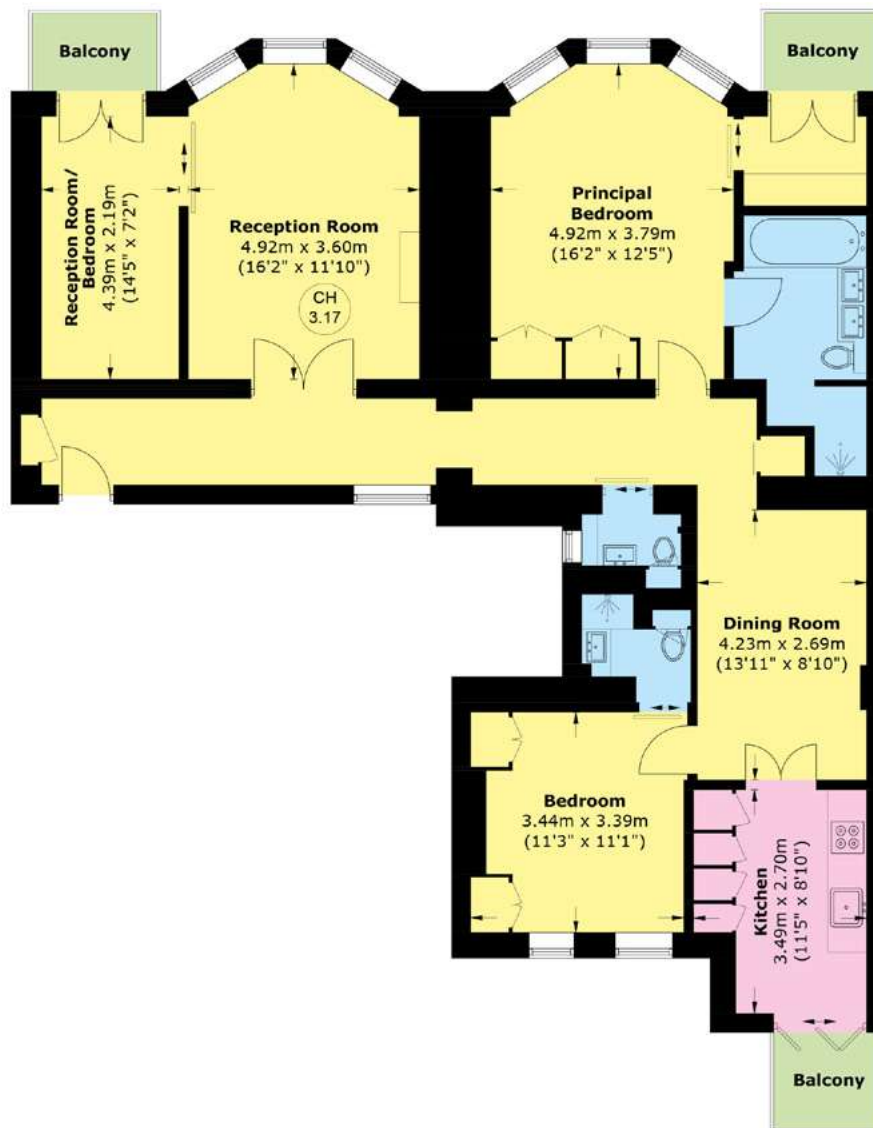 Balcony
Balcony
Reception Room/
Bedroom
4.39m x 2.19m
(14'5" x 7'2")
Reception Room
4.92m x 3.60m
(16'2" x 11'10")
CH
3.17
Principal
Bedroom
4.92m x 3.79m
(16'2" x 12'5")
Dining Room
4.23m x 2.69m
(13'11" x 8'10")
Bedroom
3.44m x 3.39m
(11'3" x 11'1")
Kitchen
3.49m x 2.70m
(11'5" x 8'10")
Balcony